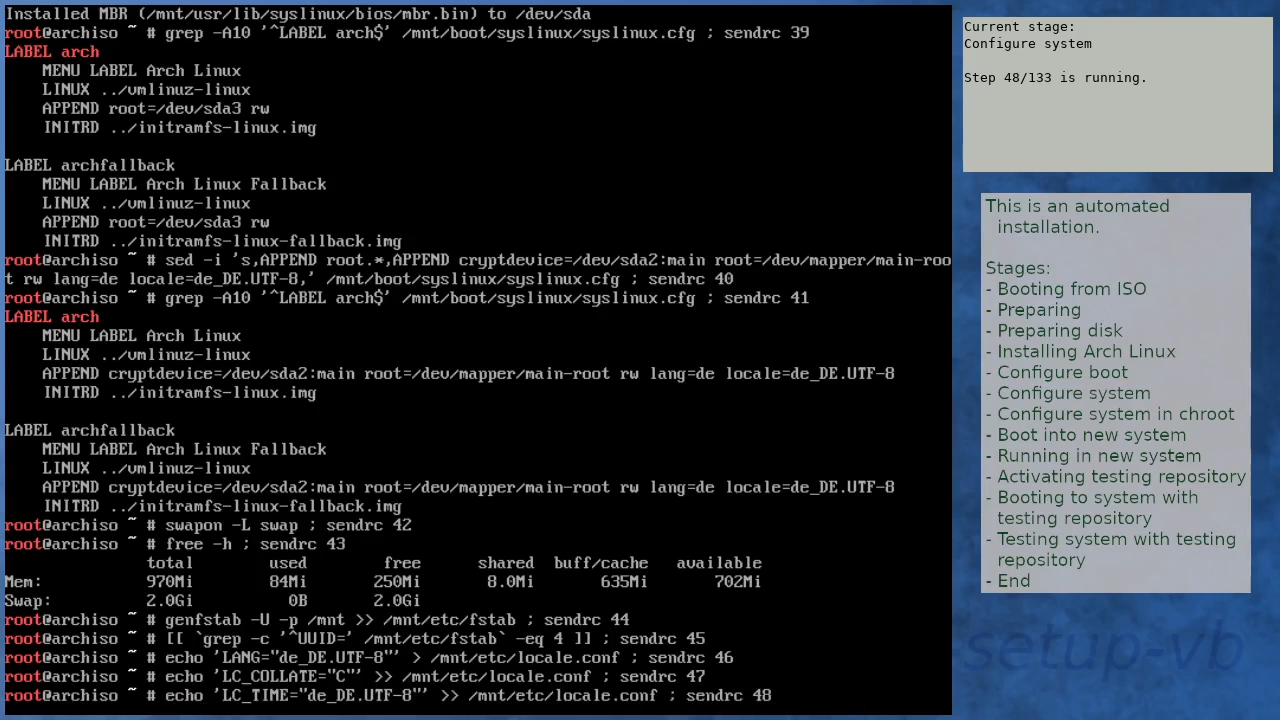 Installed MBR (/mnt/usr/lib/syslinux/bios/mbr.bin) to /dev/sda
root@archiso ~ # grep -A10 '^LABEL arch$' /mnt/boot/syslinux/syslinux.cfg ; sendrc 39
LABEL arch
    MENU LABEL Arch Linux
    LINUX ../vmlinuz-linux
    APPEND root=/dev/sda3 rw
    INITRD ../initramfs-linux.img

LABEL archfallback
    MENU LABEL Arch Linux Fallback
    LINUX ../vmlinuz-linux
    APPEND root=/dev/sda3 rw
    INITRD ../initramfs-linux-fallback.img
root@archiso ~ # sed -i 's,APPEND root.*,APPEND cryptdevice=/dev/sda2:main root=/dev/mapper/main-roo
t rw lang=de locale=de_DE.UTF-8,' /mnt/boot/syslinux/syslinux.cfg ; sendrc 40
root@archiso ~ # grep -A10 '^LABEL arch$' /mnt/boot/syslinux/syslinux.cfg ; sendrc 41
LABEL arch
    MENU LABEL Arch Linux
    LINUX ../vmlinuz-linux
    APPEND cryptdevice=/dev/sda2:main root=/dev/mapper/main-root rw lang=de locale=de_DE.UTF-8
    INITRD ../initramfs-linux.img

LABEL archfallback
    MENU LABEL Arch Linux Fallback
    LINUX ../vmlinuz-linux
    APPEND cryptdevice=/dev/sda2:main root=/dev/mapper/main-root rw lang=de locale=de_DE.UTF-8
    INITRD ../initramfs-linux-fallback.img
root@archiso ~ # swapon -L swap ; sendrc 42
root@archiso ~ # free -h ; sendrc 43
               total        used        free      shared  buff/cache   available
Mem:           970Mi        84Mi       250Mi       8.0Mi       635Mi       702Mi
Swap:          2.0Gi          0B       2.0Gi
root@archiso ~ # genfstab -U -p /mnt >> /mnt/etc/fstab ; sendrc 44
root@archiso ~ # [[ `grep -c '^UUID=' /mnt/etc/fstab` -eq 4 ]] ; sendrc 45
root@archiso ~ # echo 'LANG="de_DE.UTF-8"' > /mnt/etc/locale.conf ; sendrc 46
root@archiso ~ # echo 'LC_COLLATE="C"' >> /mnt/etc/locale.conf ; sendrc 47
root@archiso ~ # echo 'LC_TIME="de_DE.UTF-8"' >> /mnt/etc/locale.conf ; sendrc 48
Current stage:
Configure system

Step 48/133 is running.
This is an automated
installation.

Stages:
- Booting from ISO
- Preparing
- Preparing disk
- Installing Arch Linux
- Configure boot
- Configure system
- Configure system in chroot
- Boot into new system
- Running in new system
- Activating testing repository
- Booting to system with
testing repository
- Testing system with testing
repository
- End
setup-vb